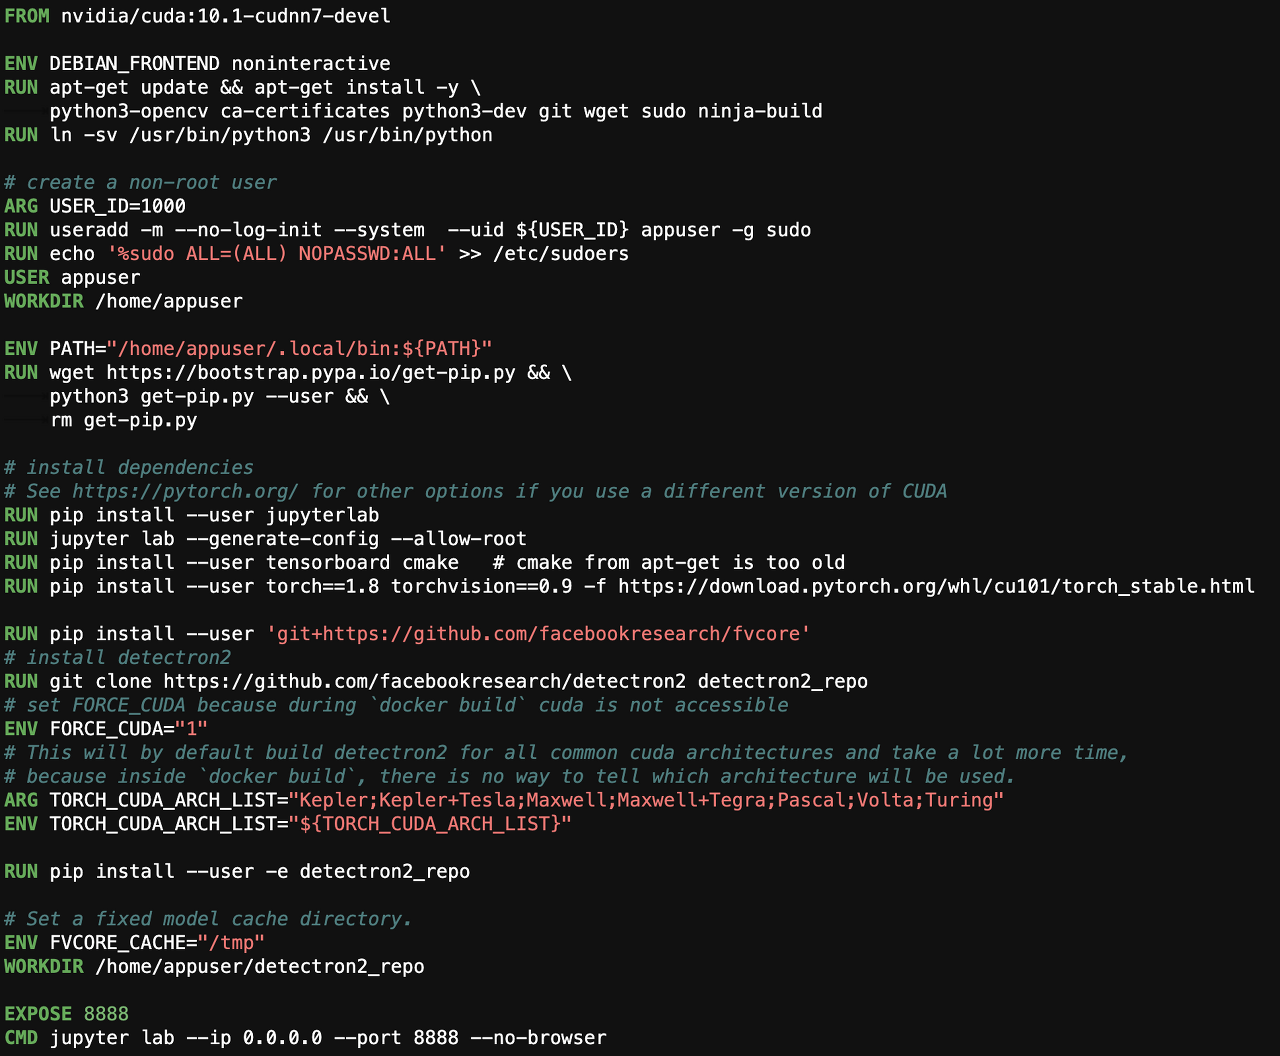 FROM nvidia/cuda:10.1-cudnn7-devel

ENV DEBIAN_FRONTEND noninteractive
RUN apt-get update && apt-get install -y \
    python3-opencv ca-certificates python3-dev git wget sudo ninja-build
RUN ln -sv /usr/bin/python3 /usr/bin/python

# create a non-root user
ARG USER_ID=1000
RUN useradd -m --no-log-init --system  --uid ${USER_ID} appuser -g sudo
RUN echo '%sudo ALL=(ALL) NOPASSWD:ALL' >> /etc/sudoers
USER appuser
WORKDIR /home/appuser

ENV PATH="/home/appuser/.local/bin:${PATH}"
RUN wget https://bootstrap.pypa.io/get-pip.py && \
    python3 get-pip.py --user && \
    rm get-pip.py

# install dependencies
# See https://pytorch.org/ for other options if you use a different version of CUDA
RUN pip install --user jupyterlab
RUN jupyter lab --generate-config --allow-root
RUN pip install --user tensorboard cmake   # cmake from apt-get is too old
RUN pip install --user torch==1.8 torchvision==0.9 -f https://download.pytorch.org/whl/cu101/torch_stable.html

RUN pip install --user 'git+https://github.com/facebookresearch/fvcore'
# install detectron2
RUN git clone https://github.com/facebookresearch/detectron2 detectron2_repo
# set FORCE_CUDA because during `docker build` cuda is not accessible
ENV FORCE_CUDA="1"
# This will by default build detectron2 for all common cuda architectures and take a lot more time,
# because inside `docker build`, there is no way to tell which architecture will be used.
ARG TORCH_CUDA_ARCH_LIST="Kepler;Kepler+Tesla;Maxwell;Maxwell+Tegra;Pascal;Volta;Turing"
ENV TORCH_CUDA_ARCH_LIST="${TORCH_CUDA_ARCH_LIST}"

RUN pip install --user -e detectron2_repo

# Set a fixed model cache directory.
ENV FVCORE_CACHE="/tmp"
WORKDIR /home/appuser/detectron2_repo

EXPOSE 8888
CMD jupyter lab --ip 0.0.0.0 --port 8888 --no-browser